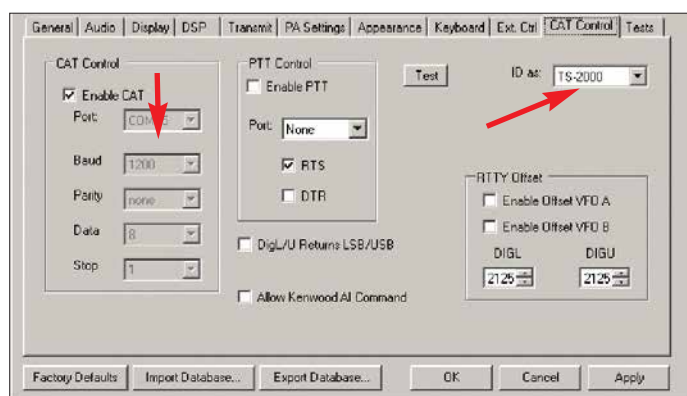 General Audio Display DSP Transmit PA Settings Appearance Keyboard Ext. Ctrl CAT Control Tests
CAT Control
Enable CAT
Port:
Baud 1200
Parity none
Data 8
Stop 1
PTT Control
Enable PTT
Port: None
RTS
DTR
DigL/U Returns LSB/USB
Allow Kenwood AI Command
Test
ID as: TS-2000
RTTY Offset
Enable Offset VFO A
Enable Offset VFO B
DIGL DIGU
2125 2125
Factory Defaults Import Database... Export Database... OK Cancel Apply